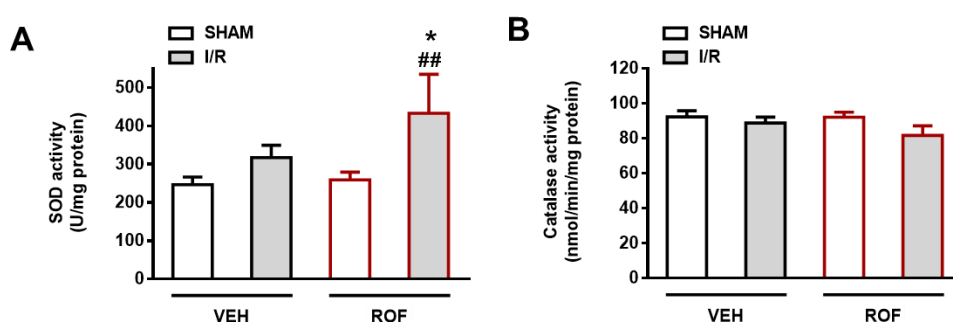 A
SHAM
I/R
*
##
SOD activity
(U/mg protein)
500
400
300
200
100
0
VEH
ROF
B
SHAM
I/R
Catalase activity
(nmol/min/mg protein)
120
100
80
60
40
20
0
VEH
ROF